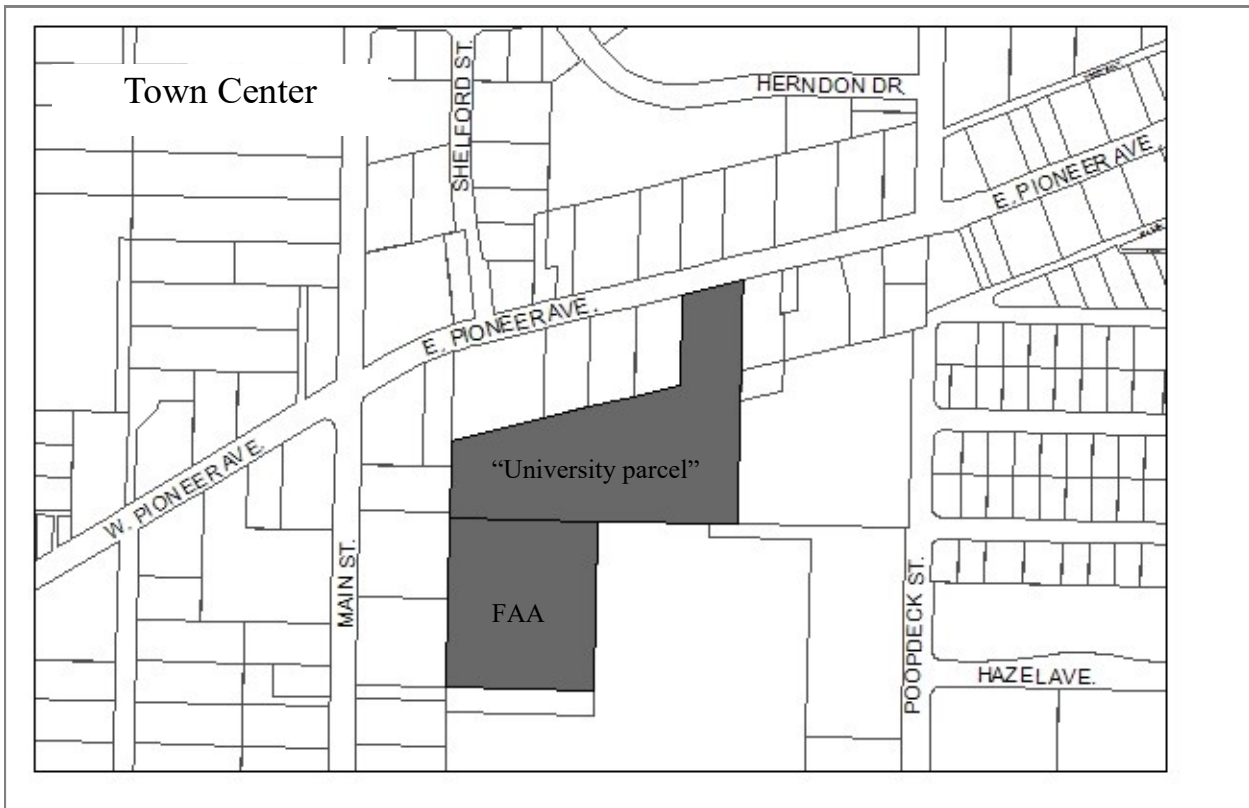 Town Center
SHELFORD ST.
HERNDON DR.
E. PIONEER AVE.
E. PIONEER AVE.
"University parcel"
W. PIONEER AVE.
MAIN ST.
FAA
POOPDECK ST.
HAZEL AVE.